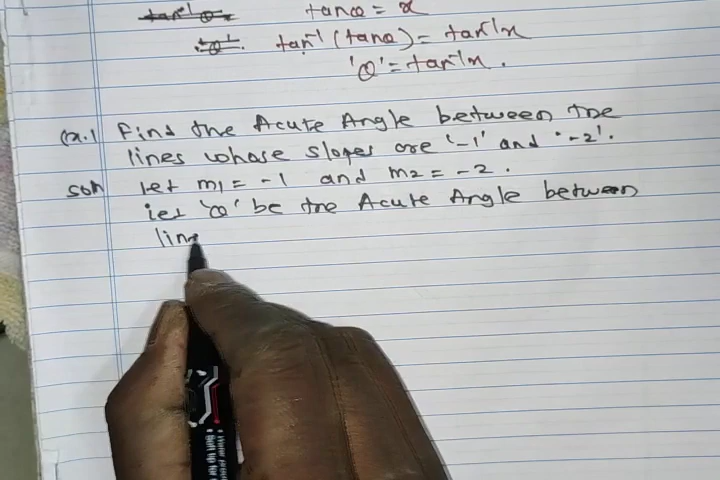 tanθ = x
tan⁻¹(tanθ) = tan⁻¹x
'θ' = tan⁻¹x.
Q.1 Find the Acute Angle between the
lines whose slopes are '-1' and '-2'.
soln let m1 = -1 and m2 = -2.
let 'θ' be the Acute Angle between
line